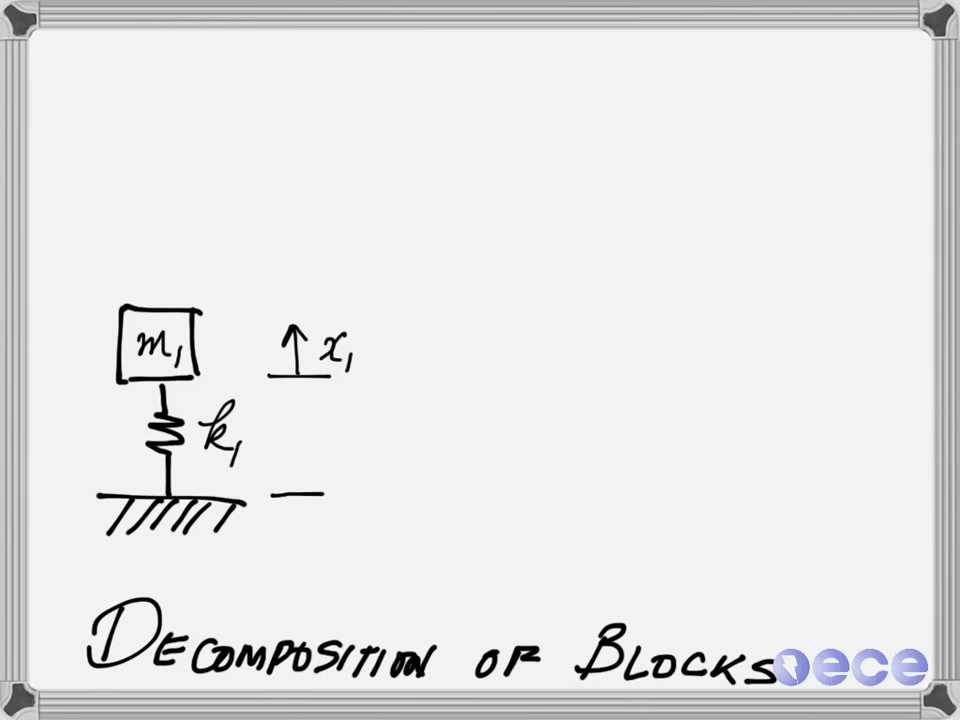 m₁
x₁
k₁
DECOMPOSITION OF BLOCKS
ece